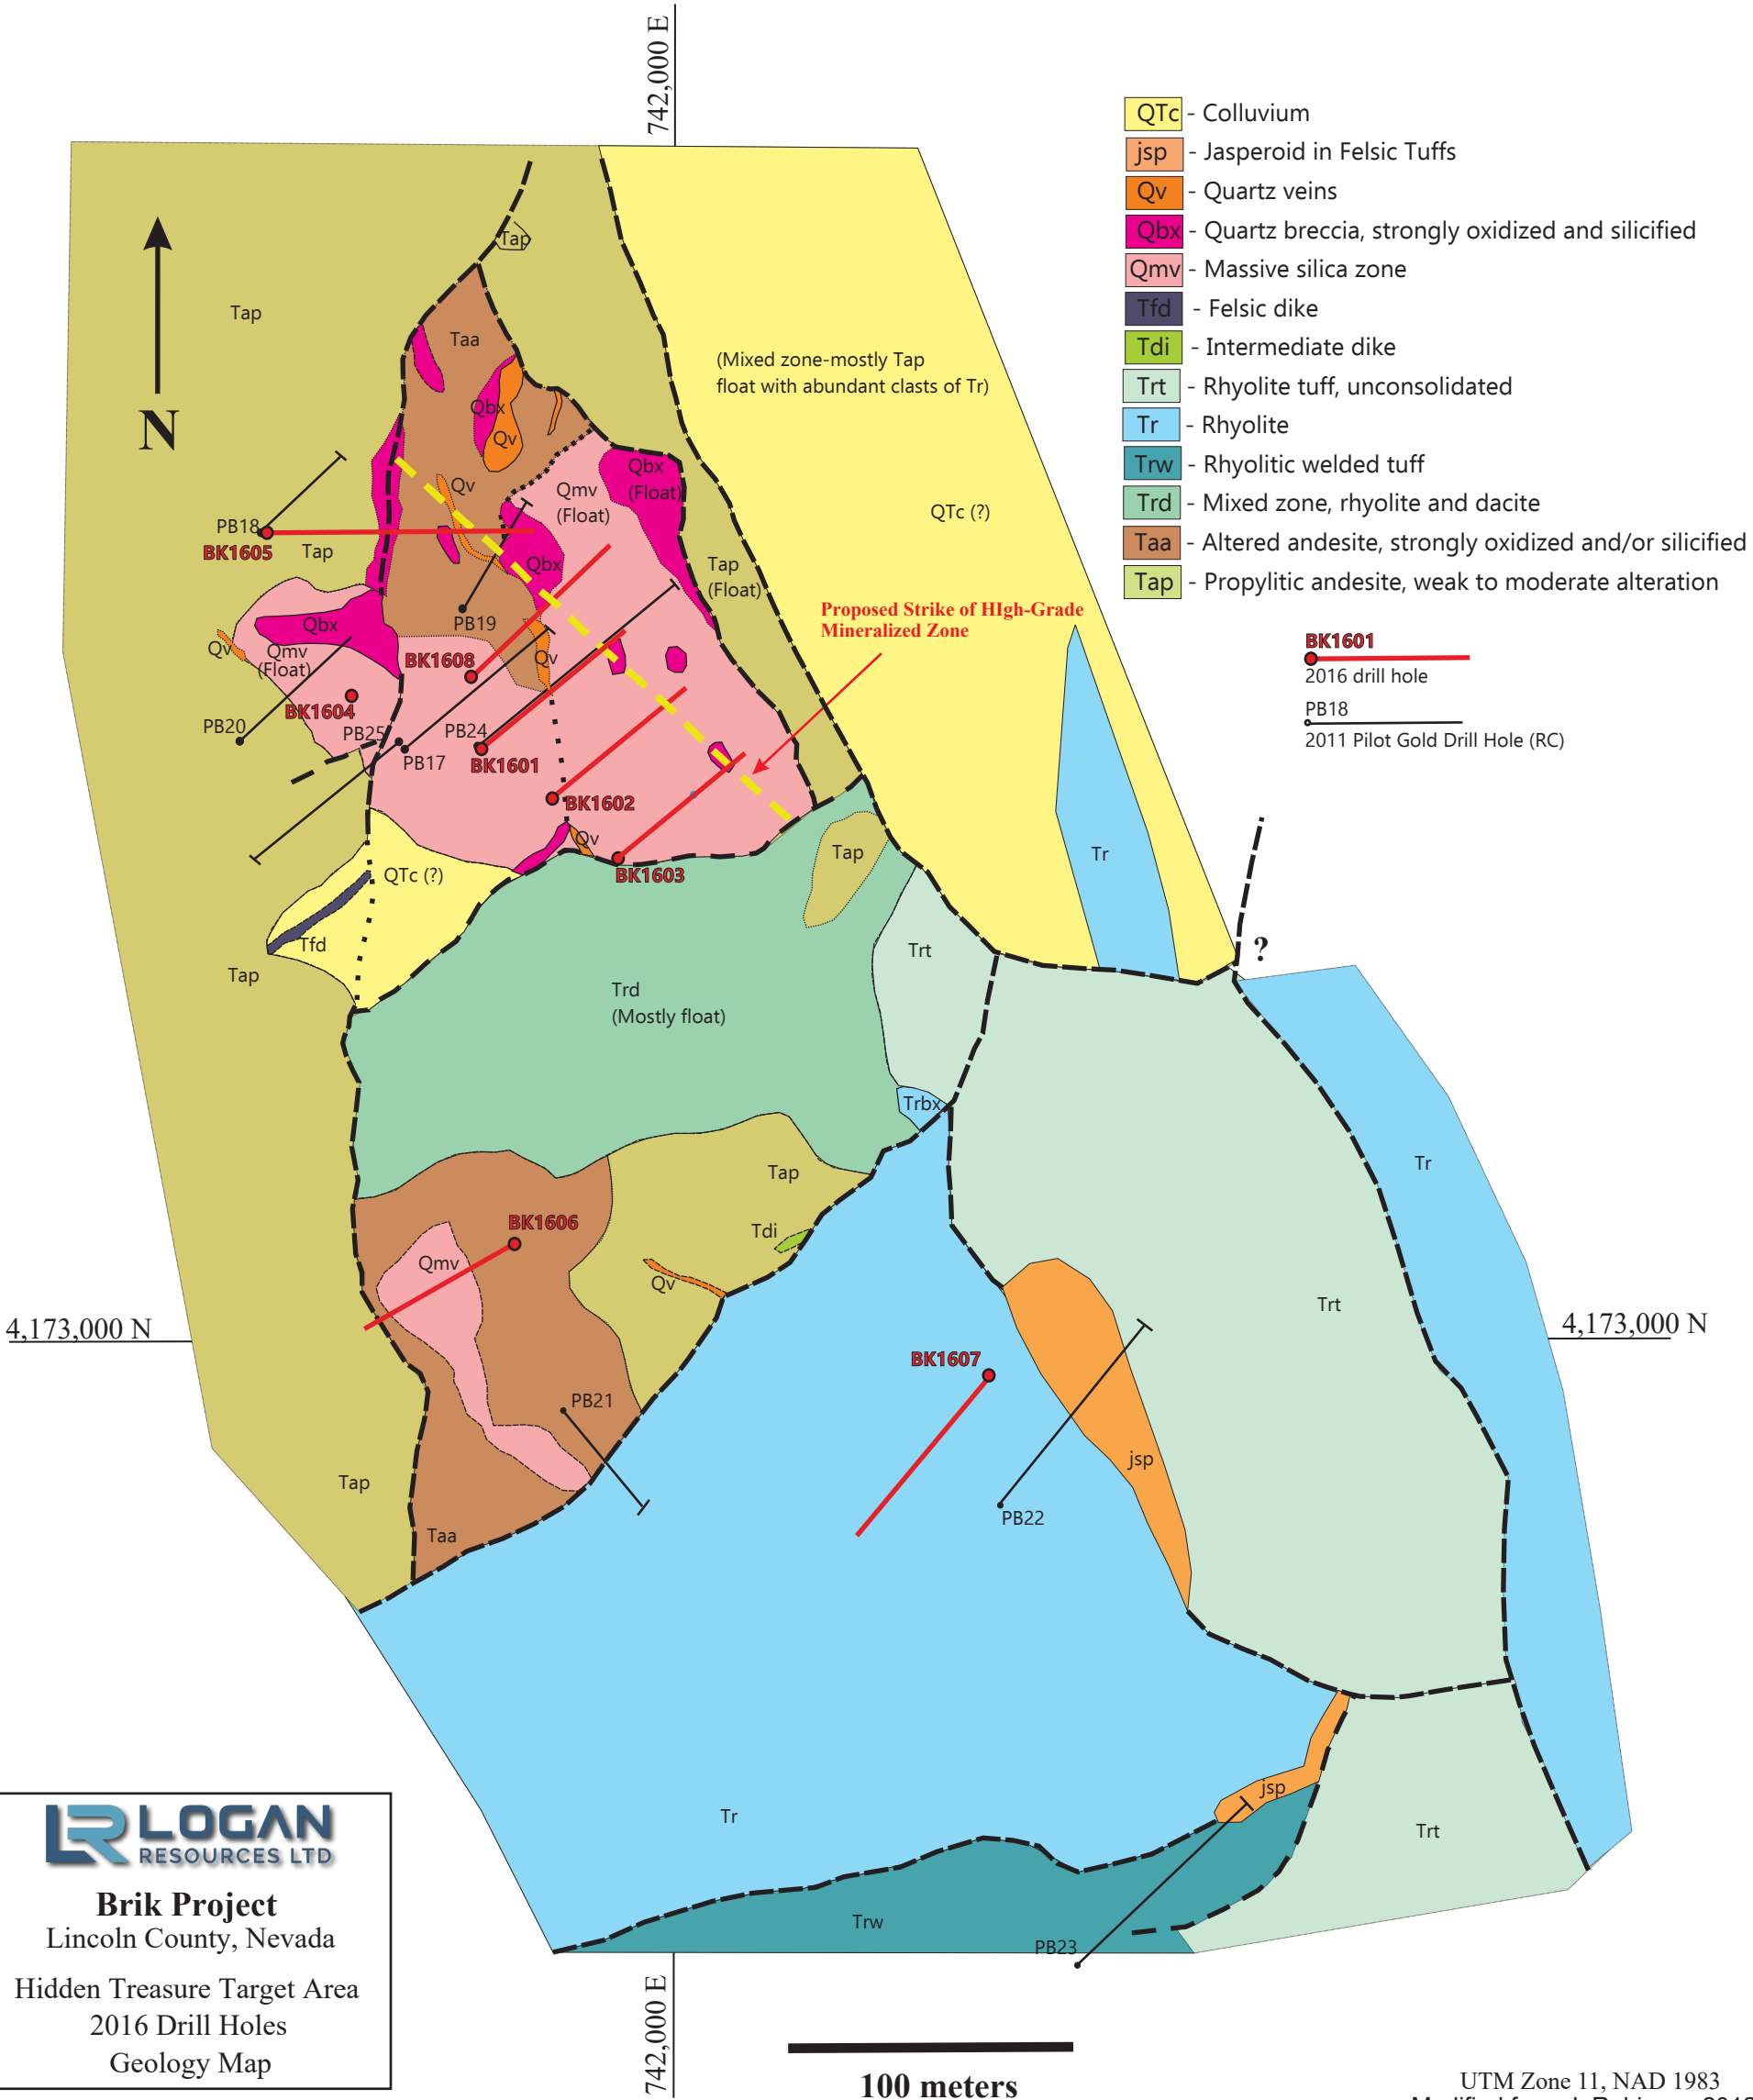 742,000 E
QTc - Colluvium
jsp - Jasperoid in Felsic Tuffs
Qv - Quartz veins
Qbx - Quartz breccia, strongly oxidized and silicified
Qmv - Massive silica zone
Tfd - Felsic dike
Tdi - Intermediate dike
Trt - Rhyolite tuff, unconsolidated
Tr - Rhyolite
Trw - Rhyolitic welded tuff
Trd - Mixed zone, rhyolite and dacite
Taa - Altered andesite, strongly oxidized and/or silicified
Tap - Propylitic andesite, weak to moderate alteration
BK1601
2016 drill hole
PB18
2011 Pilot Gold Drill Hole (RC)
N
Tap
Tap
Taa
(Mixed zone-mostly Tap
float with abundant clasts of Tr)
Qbx
Qv
Qbx
(Float)
Qv
Qmv
(Float)
QTc (?)
PB18
BK1605
Tap
Qbx
Tap
(Float)
Proposed Strike of HIgh-Grade
Mineralized Zone
PB19
Qbx
Qv
Qmv
(Float)
BK1608
Qv
BK1604
PB20
PB25
PB24
PB17
BK1601
BK1602
Qv
BK1603
Tap
Tr
QTc (?)
Tfd
Tap
Trt
?
Trd
(Mostly float)
Trbx
Tr
Tap
BK1606
Tdi
Qmv
Qv
Trt
4,173,000 N
4,173,000 N
BK1607
PB21
jsp
Tap
PB22
Taa
jsp
Tr
Trt
Trw
PB23
LR LOGAN
RESOURCES LTD
Brik Project
Lincoln County, Nevada
Hidden Treasure Target Area
2016 Drill Holes
Geology Map
742,000 E
100 meters
UTM Zone 11, NAD 1983